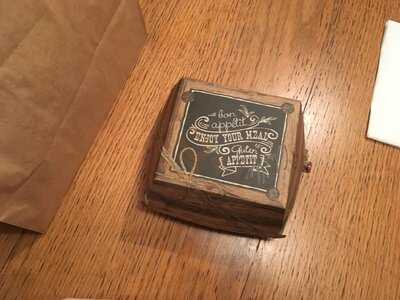 bon
appétit
ENJOY YOUR MEAL
Guten
APPETIT